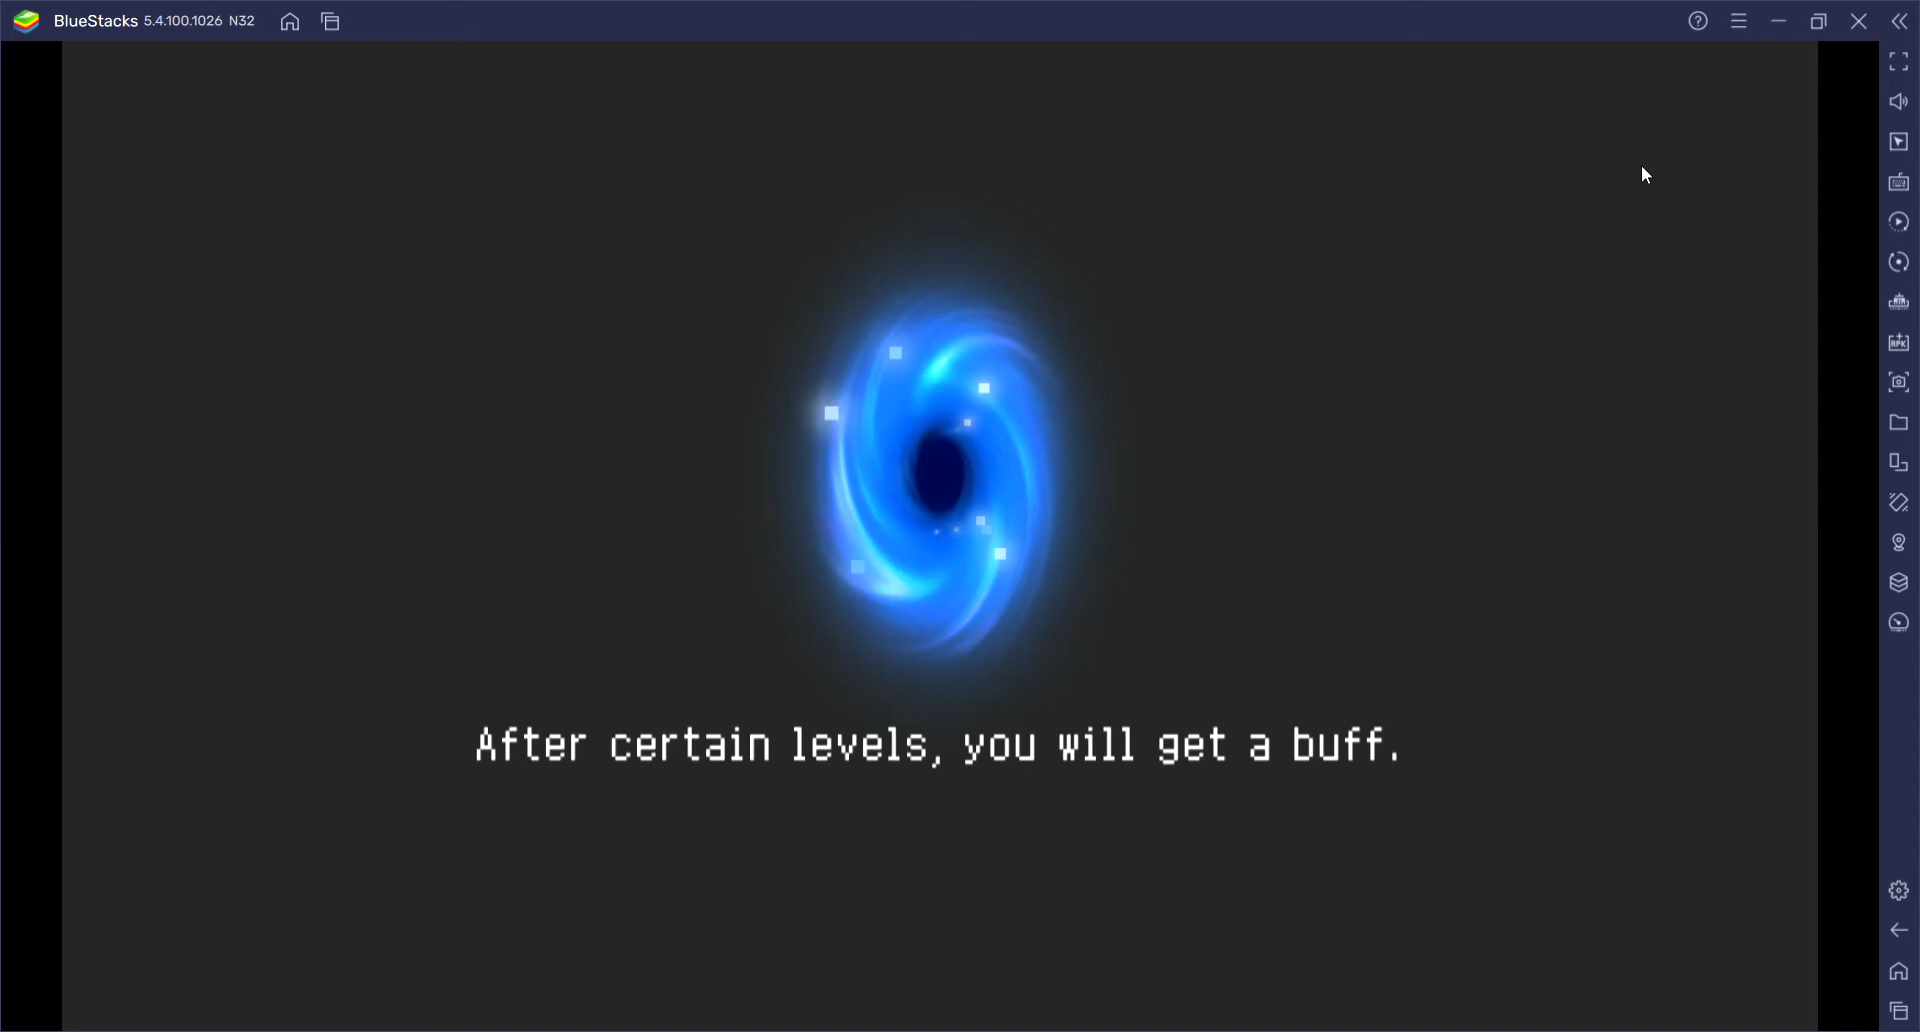 BlueStacks 5.4.100.1026 N32
After certain levels, you will get a buff.